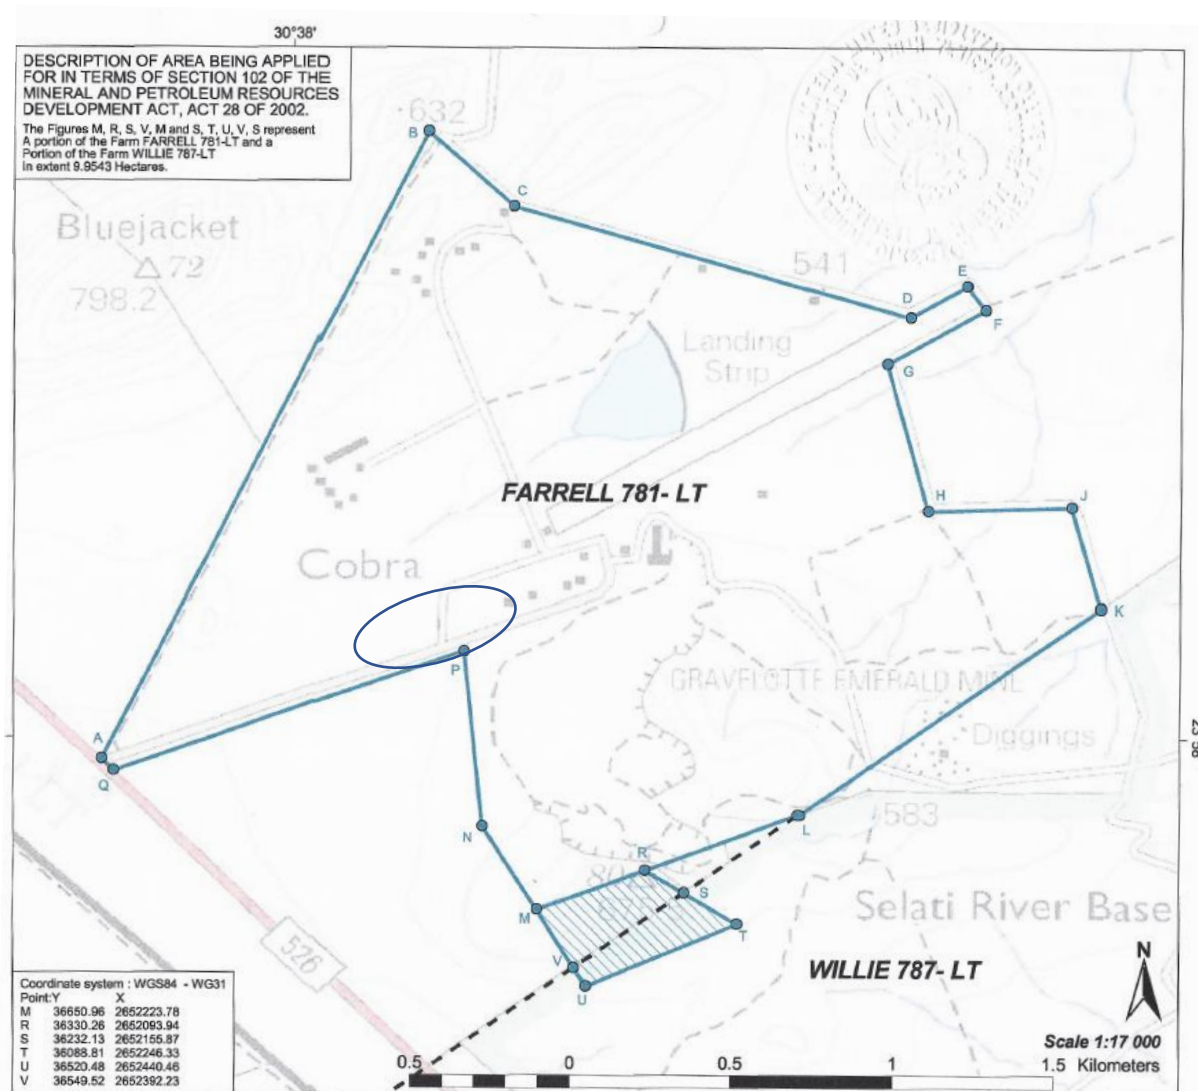 30°38'
DESCRIPTION OF AREA BEING APPLIED
FOR IN TERMS OF SECTION 102 OF THE
MINERAL AND PETROLEUM RESOURCES
DEVELOPMENT ACT, ACT 28 OF 2002.
The Figures M, R, S, V, M and S, T, U, V, S represent
A portion of the Farm FARRELL 781-LT and a
Portion of the Farm WILLIE 787-LT
In extent 9.9543 Hectares.
632
B
C
Bluejacket
72
798.2
541
E
D
F
Landing
Strip
G
FARRELL 781- LT
H
J
Cobra
K
P
GRAVELOTTE EMERALD MINE
Diggings
A
Q
583
L
N
R
S
M
T
Selati River Base
V
U
WILLIE 787- LT
526
N
Coordinate system : WGS84 - WG31
Point:Y X
M 36650.96 2652223.78
R 36330.26 2652093.94
S 36232.13 2652155.87
T 36088.81 2652246.33
U 36520.48 2652440.46
V 36549.52 2652392.23
Scale 1:17 000
0.5 0 0.5 1 1.5 Kilometers